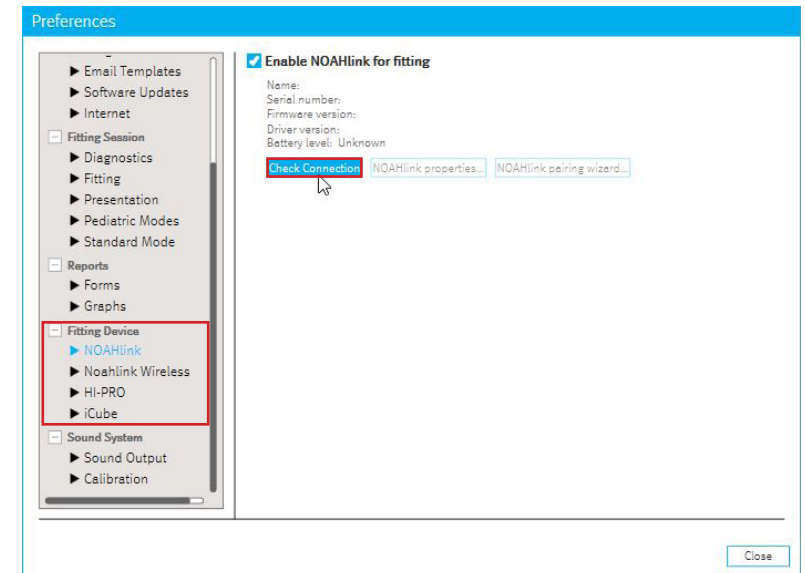 Preferences
Email Templates
Software Updates
Internet
Fitting Session
Diagnostics
Fitting
Presentation
Pediatric Modes
Standard Mode
Reports
Forms
Graphs
Fitting Device
NOAHlink
Noahlink Wireless
HI-PRO
iCube
Sound System
Sound Output
Calibration
Enable NOAHlink for fitting
Name:
Serial number:
Firmware version:
Driver version:
Battery level: Unknown
Check Connection NOAHlink properties... NOAHlink pairing wizard...
Close